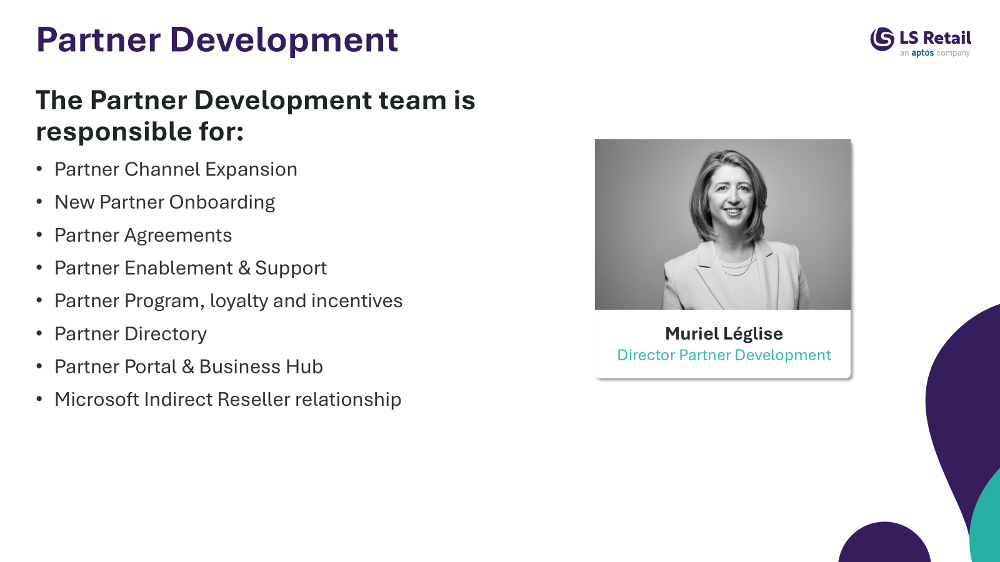 Partner Development
LS Retail
an aptos company
The Partner Development team is
responsible for:
• Partner Channel Expansion
• New Partner Onboarding
• Partner Agreements
• Partner Enablement & Support
• Partner Program, loyalty and incentives
• Partner Directory
• Partner Portal & Business Hub
• Microsoft Indirect Reseller relationship
Muriel Léglise
Director Partner Development